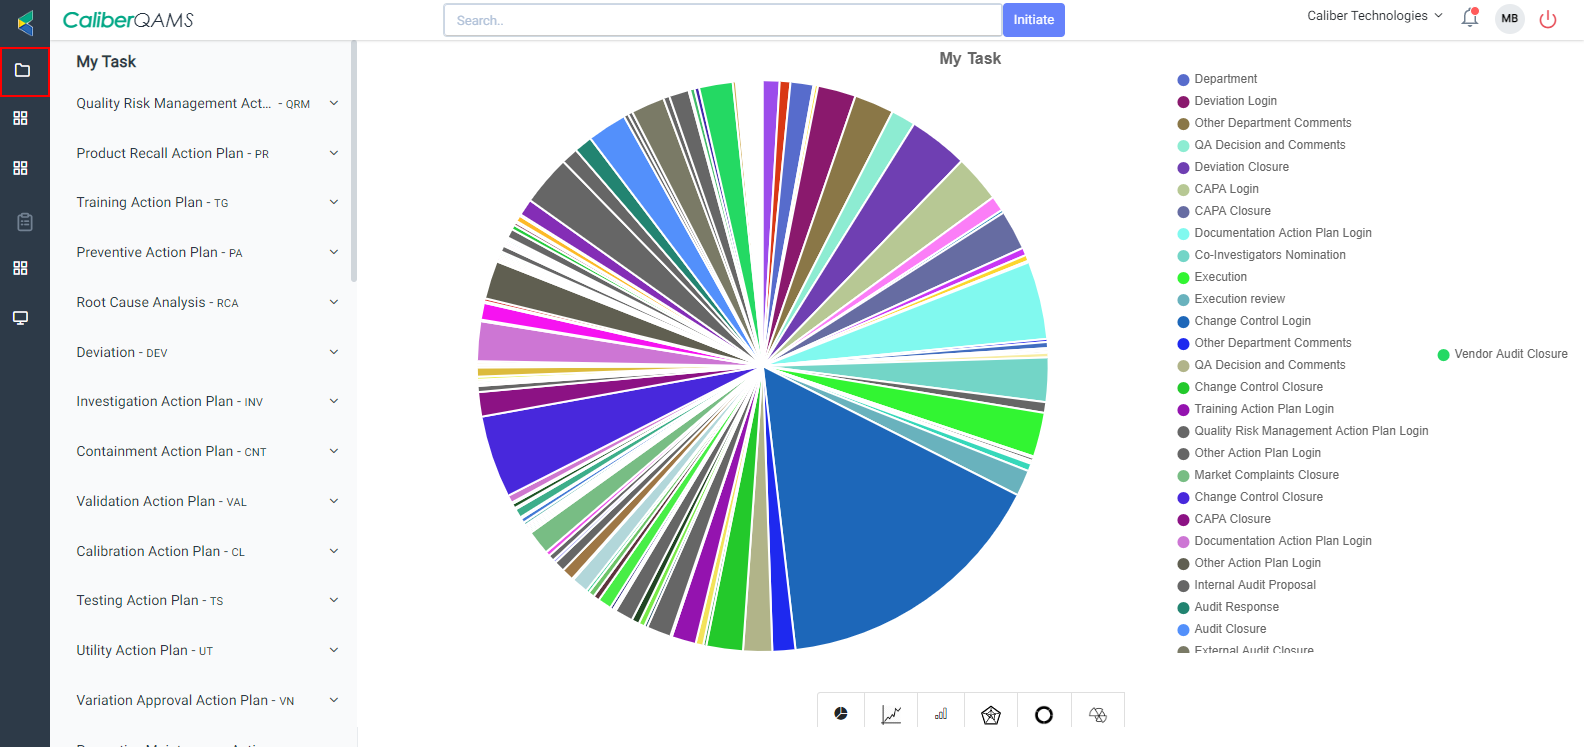 CaliberQAMS
Search..
Initiate
Caliber Technologies
MB
My Task
Quality Risk Management Act... - QRM
Product Recall Action Plan - PR
Training Action Plan - TG
Preventive Action Plan - PA
Root Cause Analysis - RCA
Deviation - DEV
Investigation Action Plan - INV
Containment Action Plan - CNT
Validation Action Plan - VAL
Calibration Action Plan - CL
Testing Action Plan - TS
Utility Action Plan - UT
Variation Approval Action Plan - VN
My Task
Department
Deviation Login
Other Department Comments
QA Decision and Comments
Deviation Closure
CAPA Login
CAPA Closure
Documentation Action Plan Login
Co-Investigators Nomination
Execution
Execution review
Change Control Login
Other Department Comments
QA Decision and Comments
Change Control Closure
Training Action Plan Login
Quality Risk Management Action Plan Login
Other Action Plan Login
Market Complaints Closure
Change Control Closure
CAPA Closure
Documentation Action Plan Login
Other Action Plan Login
Internal Audit Proposal
Audit Response
Audit Closure
External Audit Closure
Vendor Audit Closure